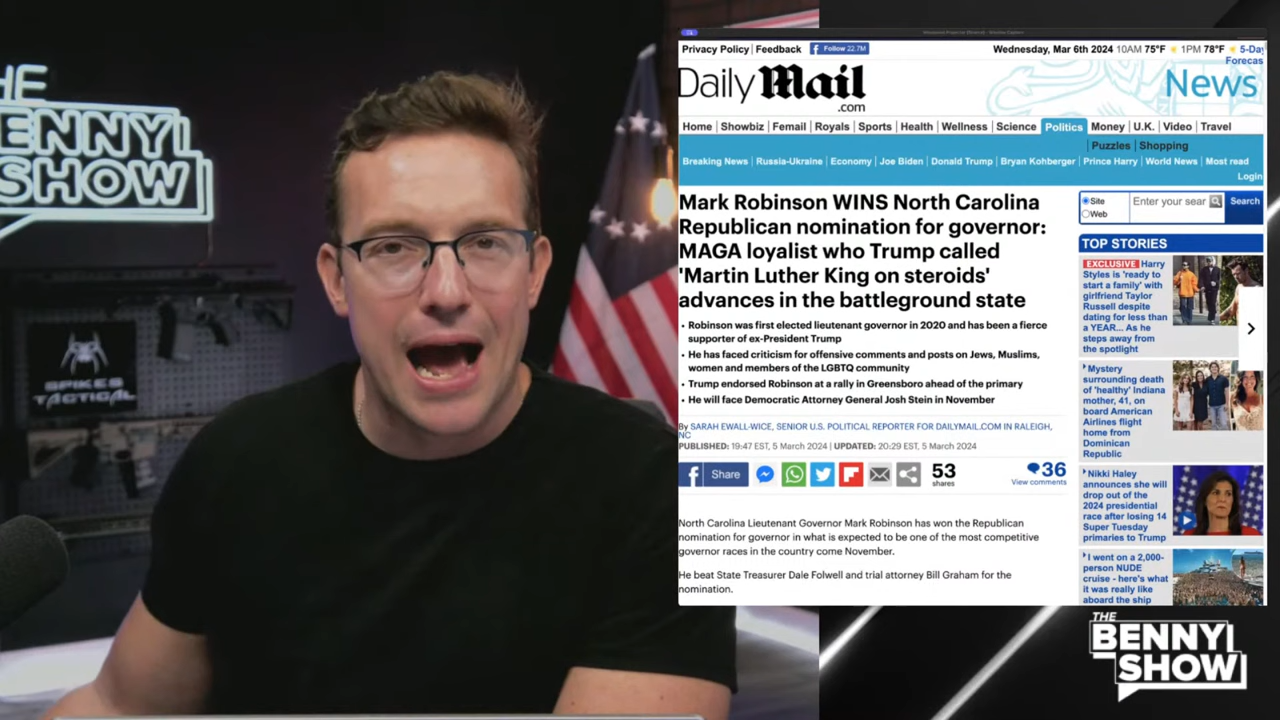 THE
BENNY
SHOW
SPIKES
TACTICAL
Privacy Policy | Feedback
Follow 22.7M
Wednesday, Mar 6th 2024 10AM 75°F 1PM 78°F 5-Day
Forecas
Daily Mail
.com
News
Home | Showbiz | Femail | Royals | Sports | Health | Wellness | Science | Politics | Money | U.K. | Video | Travel
Puzzles | Shopping
Breaking News | Russia-Ukraine | Economy | Joe Biden | Donald Trump | Bryan Kohberger | Prince Harry | World News | Most read
Login
Mark Robinson WINS North Carolina
Republican nomination for governor:
MAGA loyalist who Trump called
'Martin Luther King on steroids'
advances in the battleground state
• Robinson was first elected lieutenant governor in 2020 and has been a fierce
supporter of ex-President Trump
• He has faced criticism for offensive comments and posts on Jews, Muslims,
women and members of the LGBTQ community
• Trump endorsed Robinson at a rally in Greensboro ahead of the primary
• He will face Democratic Attorney General Josh Stein in November
By SARAH EWALL-WICE, SENIOR U.S. POLITICAL REPORTER FOR DAILYMAIL.COM IN RALEIGH,
NC
PUBLISHED: 19:47 EST, 5 March 2024 | UPDATED: 20:29 EST, 5 March 2024
Share
53
shares
36
View comments
North Carolina Lieutenant Governor Mark Robinson has won the Republican
nomination for governor in what is expected to be one of the most competitive
governor races in the country come November.
He beat State Treasurer Dale Folwell and trial attorney Bill Graham for the
nomination.
Site
Web
Enter your sear
Search
TOP STORIES
EXCLUSIVE Harry
Styles is 'ready to
start a family' with
girlfriend Taylor
Russell despite
dating for less than
a YEAR... As he
steps away from
the spotlight
Mystery
surrounding death
of 'healthy' Indiana
mother, 41, on
board American
Airlines flight
home from
Dominican
Republic
Nikki Haley
announces she will
drop out of the
2024 presidential
race after losing 14
Super Tuesday
primaries to Trump
I went on a 2,000-
person NUDE
cruise - here's what
it was really like
aboard the ship
THE
BENNY
SHOW